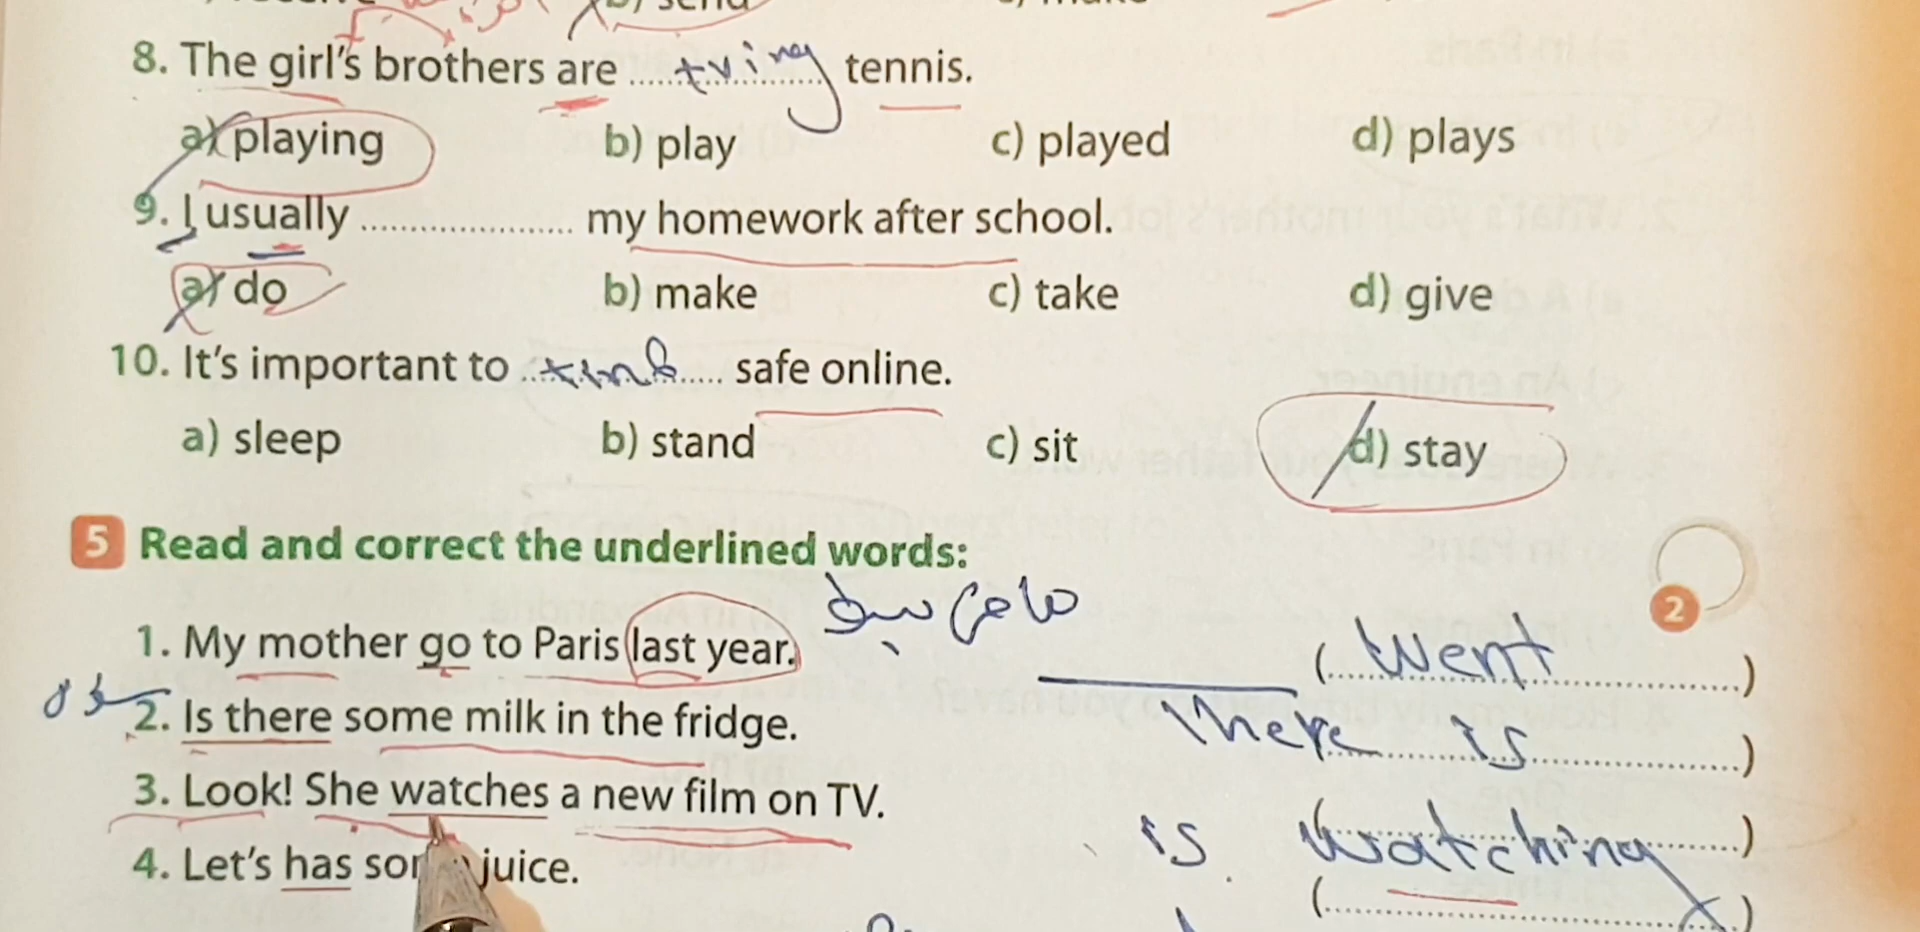 8. The girl's brothers are ........ tennis.
a) playing b) play c) played d) plays
9. I usually ..................... my homework after school.
a) do b) make c) take d) give
10. It's important to ........ safe online.
a) sleep b) stand c) sit d) stay
5 Read and correct the underlined words:
2
1. My mother go to Paris last year. (..... went ..........)
2. Is there some milk in the fridge. There is ..........)
3. Look! She watches a new film on TV. is (watching ..........)
4. Let's has juice. (....................)